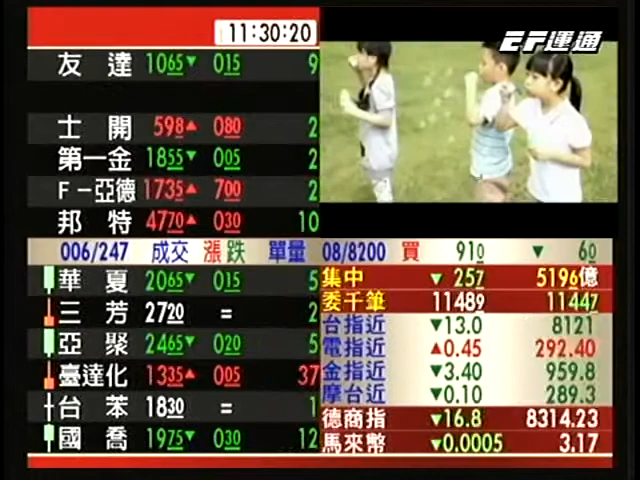 11:30:20
EF運通
友達 1065▼ 015 9
士開 598▲ 080 2
第一金 1855▼ 005 2
F-亞德 1735▲ 700 2
邦特 4770▲ 030 10
006/247 成交 漲跌 單量 08/8200 買 910 ▼ 60
華夏 2065▼ 015 5
三芳 2720 = 2
亞聚 2465▼ 020 5
臺達化 1335▲ 005 37
台苯 1830 = 1
國喬 1975▼ 030 12
集中 ▼257 5196億
委千筆 11489 11447
台指近 ▼13.0 8121
電指近 ▲0.45 292.40
金指近 ▼3.40 959.8
摩台近 ▼0.10 289.3
德商指 ▼16.8 8314.23
馬來幣 ▼0.0005 3.17